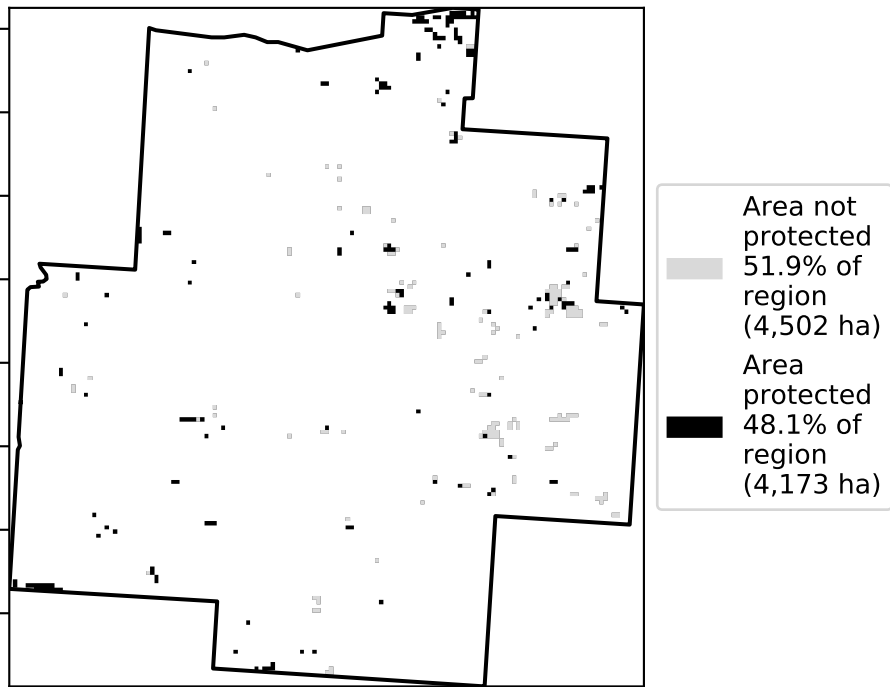 Area not
protected
51.9% of
region
(4,502 ha)
Area
protected
48.1% of
region
(4,173 ha)